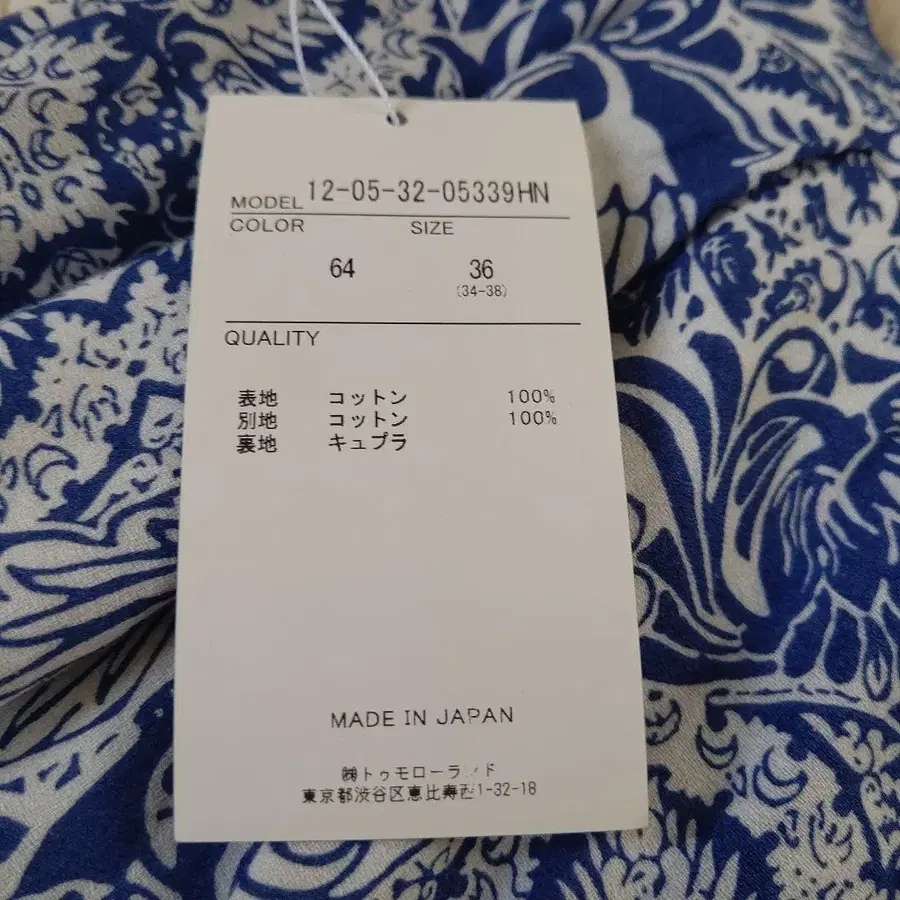 MODEL 12-05-32-05339HN
COLOR SIZE
64 36
(34-38)
QUALITY
表地 コットン 100%
別地 コットン 100%
裏地 キュプラ
MADE IN JAPAN
㈱トゥモローランド
東京都渋谷区恵比寿西1-32-18